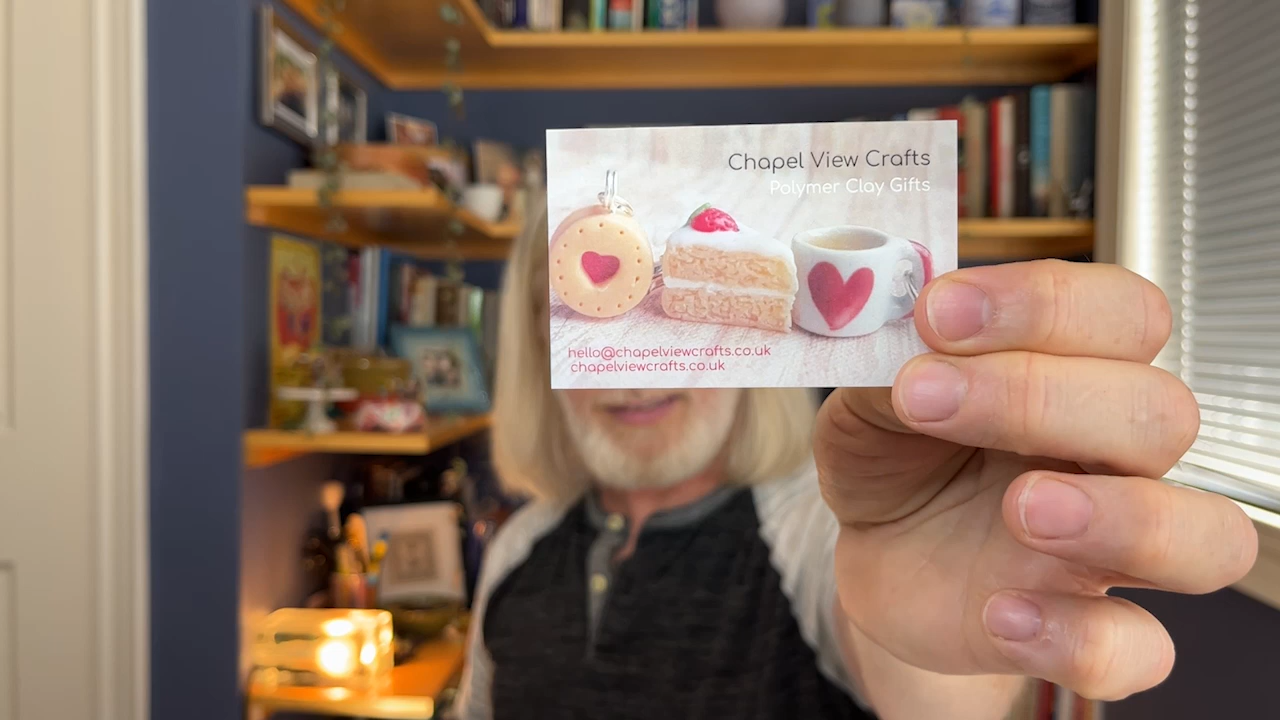 Chapel View Crafts
Polymer Clay Gifts
hello@chapelviewcrafts.co.uk
chapelviewcrafts.co.uk